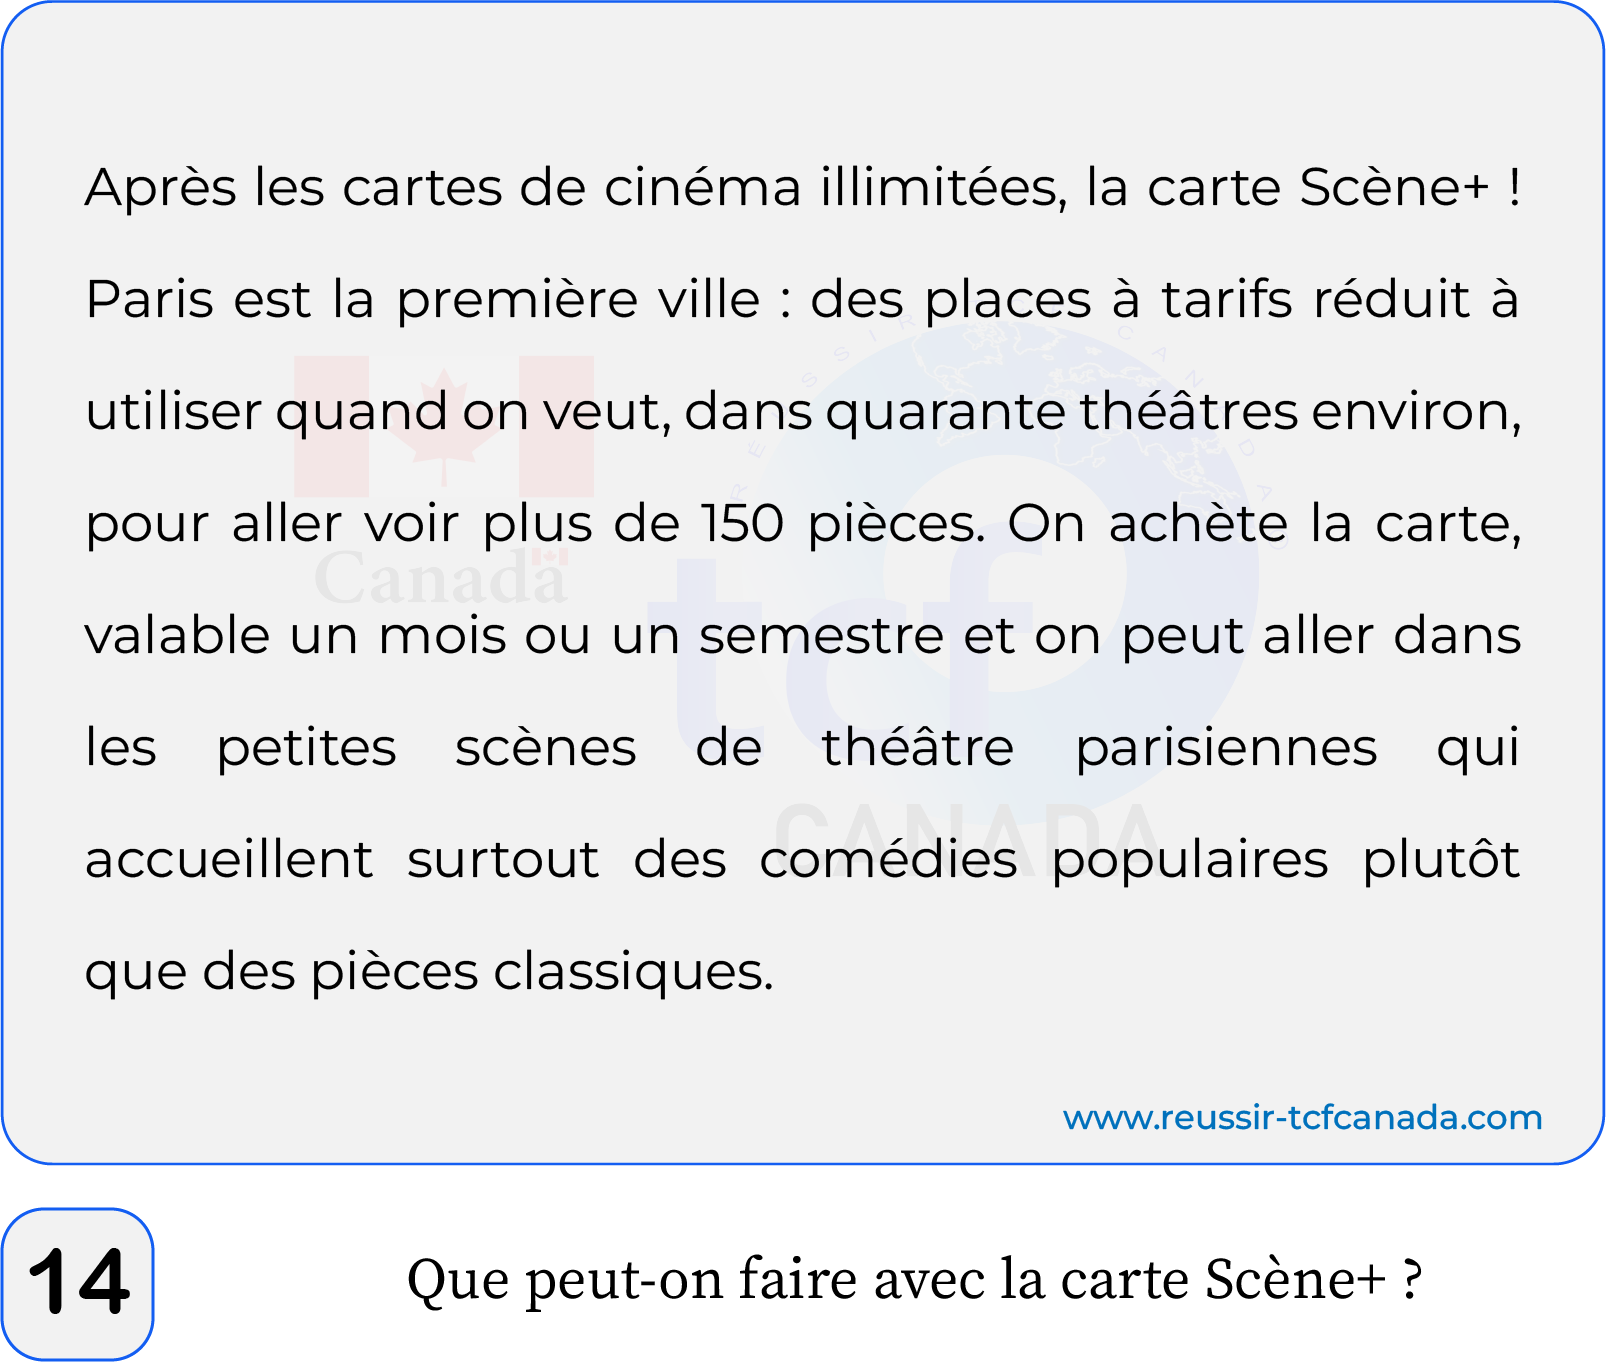 Après les cartes de cinéma illimitées, la carte Scène+ !
Paris est la première ville : des places à tarifs réduit à
utiliser quand on veut, dans quarante théâtres environ,
pour aller voir plus de 150 pièces. On achète la carte,
valable un mois ou un semestre et on peut aller dans
les petites scènes de théâtre parisiennes qui
accueillent surtout des comédies populaires plutôt
que des pièces classiques.
Canada
tcf
CANADA
www.reussir-tcfcanada.com
14
Que peut-on faire avec la carte Scène+ ?